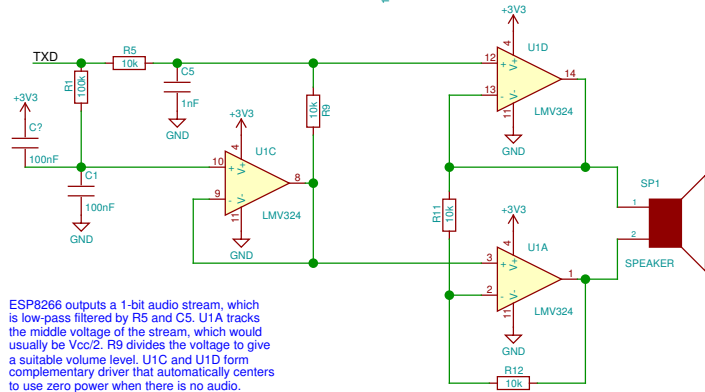 +3V3
TXD
R5
10k
R1
100k
C5
1nF
GND
+3V3
C?
100nF
C1
100nF
GND
+3V3
U1C
10
9
8
4
11
+
-
V+
V-
LMV324
GND
10k
R9
+3V3
U1D
12
13
14
4
11
+
-
V+
V-
LMV324
GND
R11
10k
+3V3
U1A
3
2
1
4
11
+
-
V+
V-
LMV324
GND
R12
10k
SP1
1
2
SPEAKER
ESP8266 outputs a 1-bit audio stream, which
is low-pass filtered by R5 and C5. U1A tracks
the middle voltage of the stream, which would
usually be Vcc/2. R9 divides the voltage to give
a suitable volume level. U1C and U1D form
complementary driver that automatically centers
to use zero power when there is no audio.